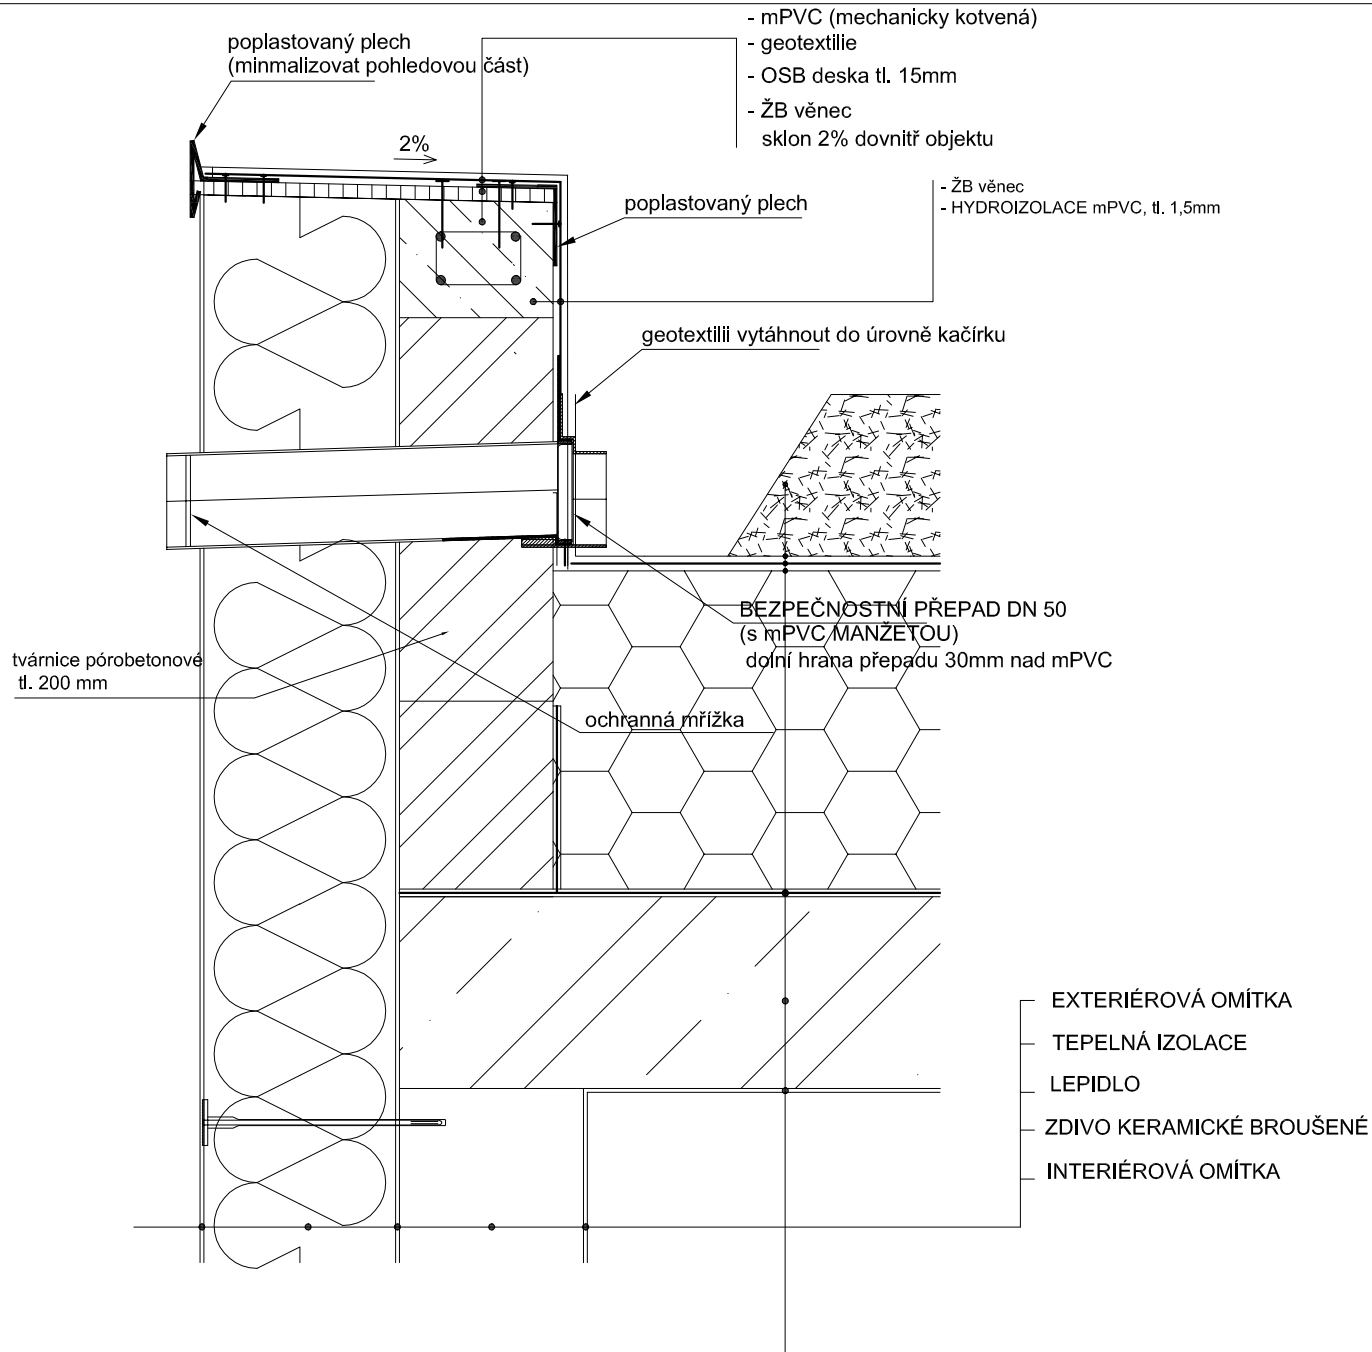 - mPVC (mechanicky kotvená)
- geotextilie
- OSB deska tl. 15mm
- ŽB věnec
sklon 2% dovnitř objektu
poplastovaný plech
(minmalizovat pohledovou část)
2%
- ŽB věnec
- HYDROIZOLACE mPVC, tl. 1,5mm
poplastovaný plech
geotextilii vytáhnout do úrovně kačírku
BEZPEČNOSTNÍ PŘEPAD DN 50
(s mPVC MANŽETOU)
dolní hrana přepadu 30mm nad mPVC
tvárnice pórobetonové
tl. 200 mm
ochranná mřížka
EXTERIÉROVÁ OMÍTKA
TEPELNÁ IZOLACE
LEPIDLO
ZDIVO KERAMICKÉ BROUŠENÉ
INTERIÉROVÁ OMÍTKA